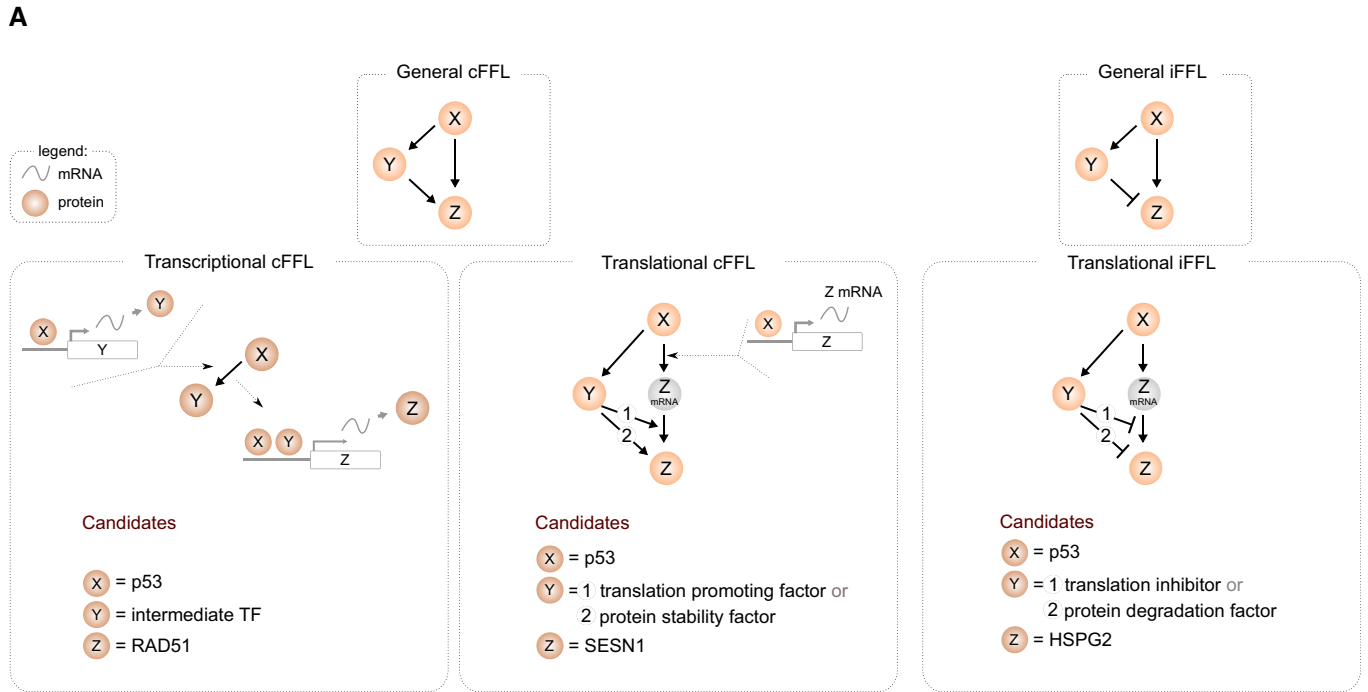 A
General cFFL
X
Y
Z
General iFFL
X
Y
Z
legend:
mRNA
protein
Transcriptional cFFL
X
Y
Y
X
Y
X Y
Z
Z
Candidates
X = p53
Y = intermediate TF
Z = RAD51
Translational cFFL
X
Z mRNA
X
Z
Y
Z
mRNA
1
2
Z
Candidates
X = p53
Y = 1 translation promoting factor or
2 protein stability factor
Z = SESN1
Translational iFFL
X
Y
Z
mRNA
1
2
Z
Candidates
X = p53
Y = 1 translation inhibitor or
2 protein degradation factor
Z = HSPG2